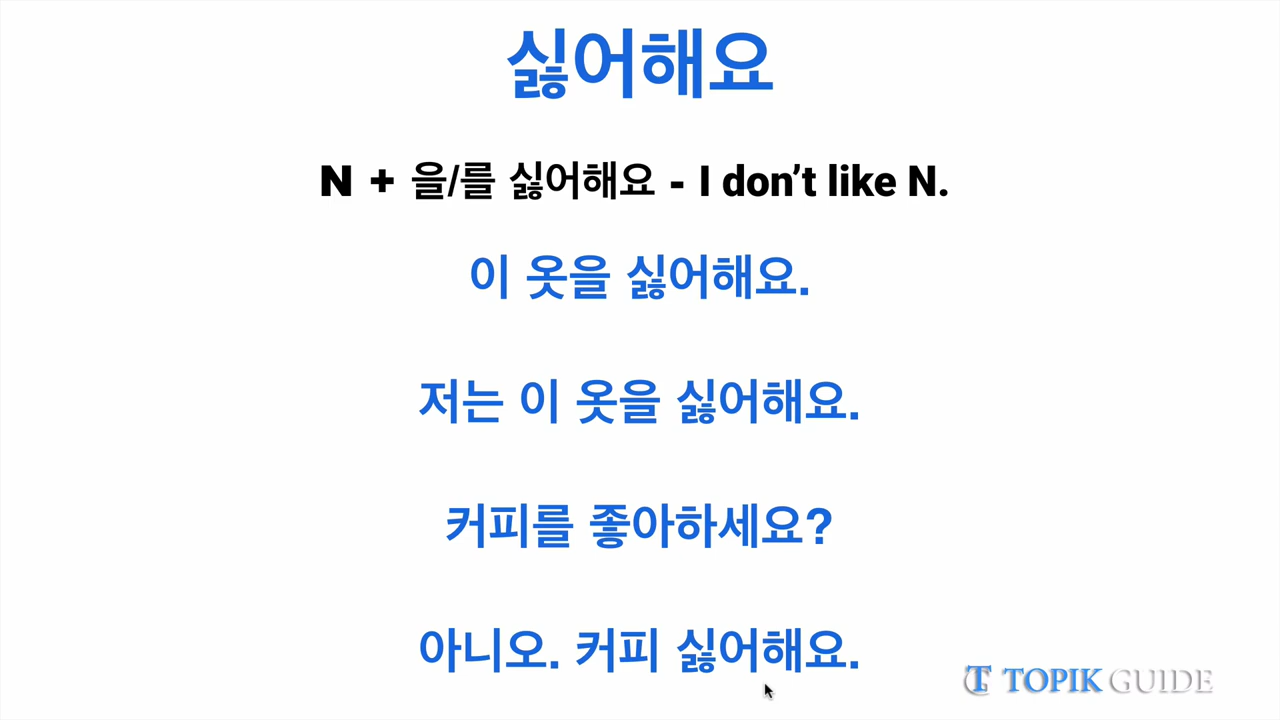 싫어해요
N + 을/를 싫어해요 - I don’t like N.
이 옷을 싫어해요.
저는 이 옷을 싫어해요.
커피를 좋아하세요?
아니오. 커피 싫어해요.
TOPIK GUIDE